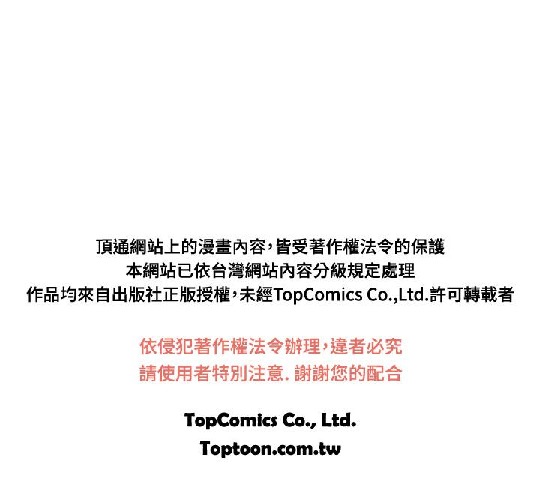 頂通網站上的漫畫內容，皆受著作權法令的保護
本網站已依台灣網站內容分級規定處理
作品均來自出版社正版授權，未經TopComics Co.,Ltd.許可轉載者
依侵犯著作權法令辦理，違者必究
請使用者特別注意. 謝謝您的配合
TopComics Co., Ltd.
Toptoon.com.tw